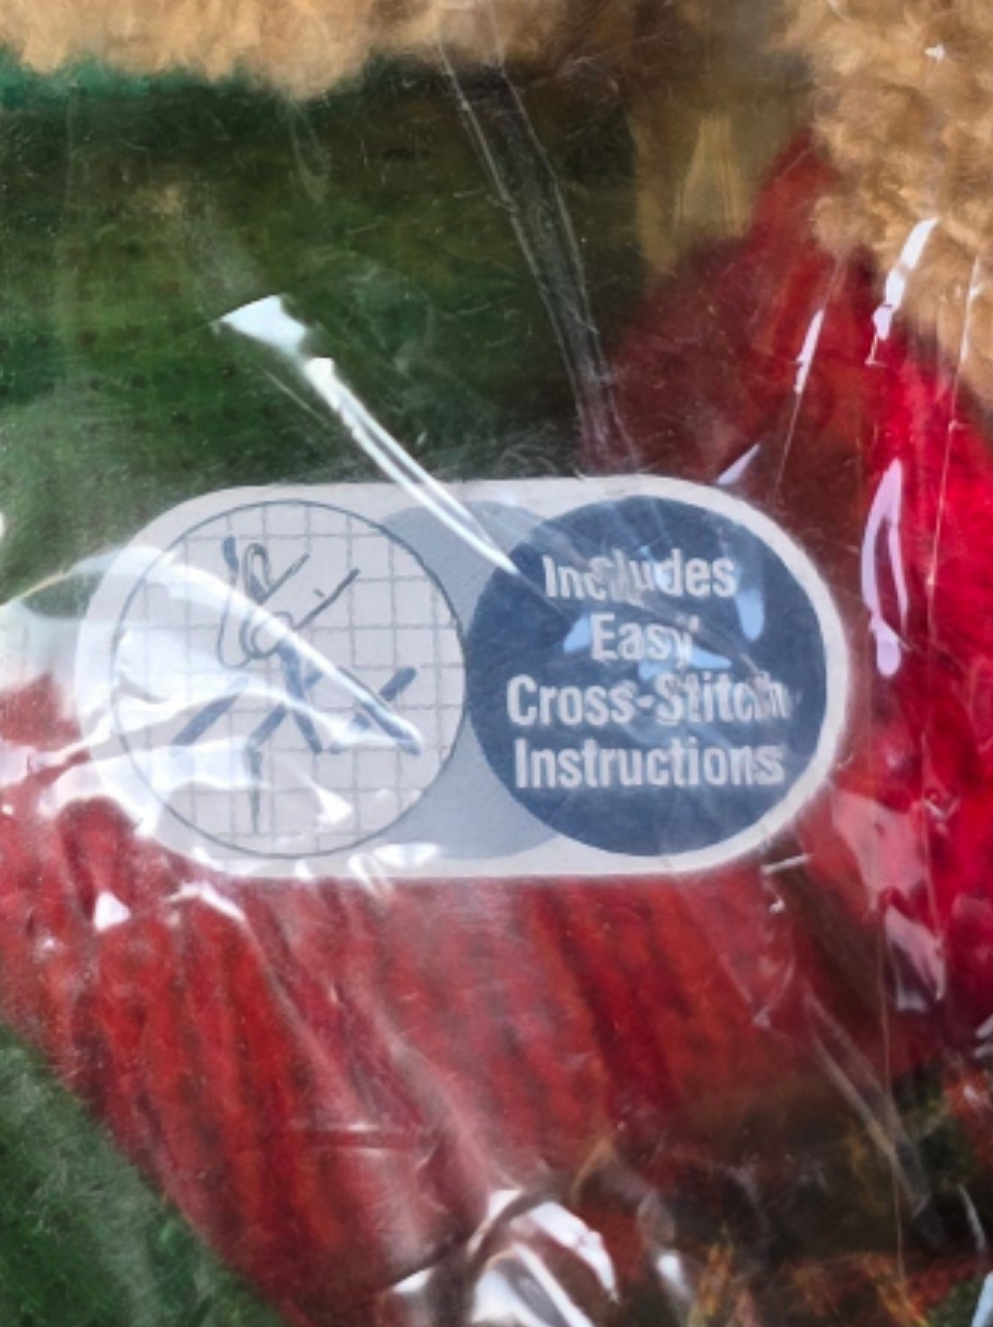 Includes
Easy
Cross-Stitch
Instructions